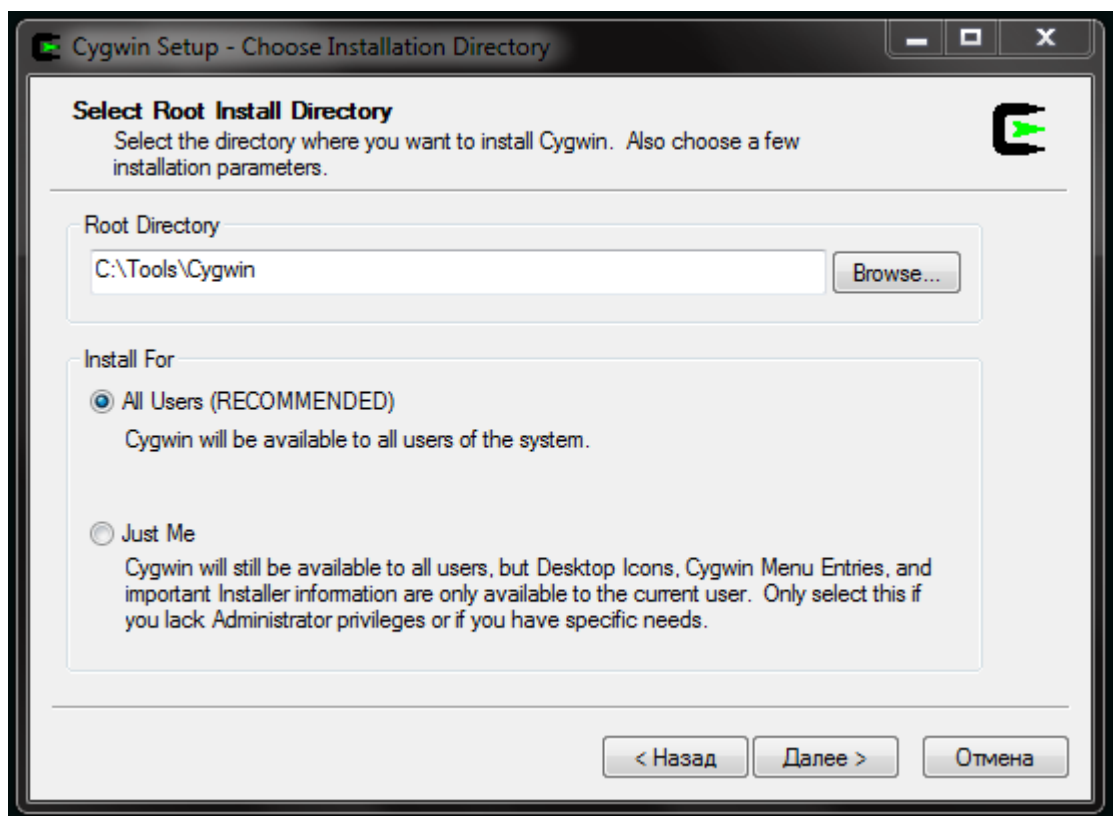 Cygwin Setup - Choose Installation Directory
Select Root Install Directory
Select the directory where you want to install Cygwin. Also choose a few
installation parameters.
Root Directory
C:\Tools\Cygwin
Browse...
Install For
All Users (RECOMMENDED)
Cygwin will be available to all users of the system.
Just Me
Cygwin will still be available to all users, but Desktop Icons, Cygwin Menu Entries, and
important Installer information are only available to the current user. Only select this if
you lack Administrator privileges or if you have specific needs.
< Назад
Далее >
Отмена